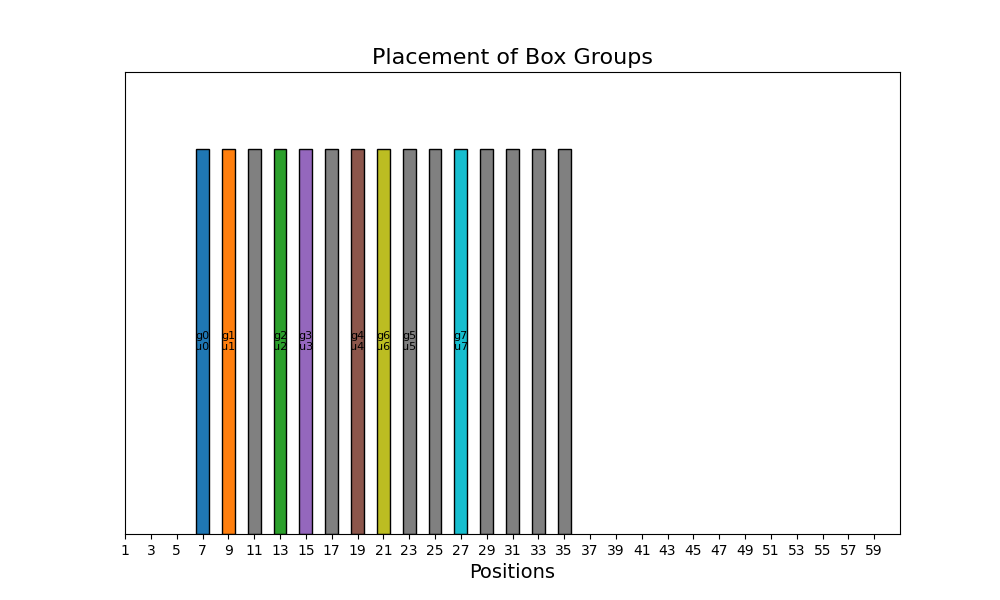 Placement of Box Groups
g0 g1 g2 g3 g4 g6 g5 g7
u0 u1 u2 u3 u4 u6 u5 u7
1 3 5 7 9 11 13 15 17 19 21 23 25 27 29 31 33 35 37 39 41 43 45 47 49 51 53 55 57 59
Positions